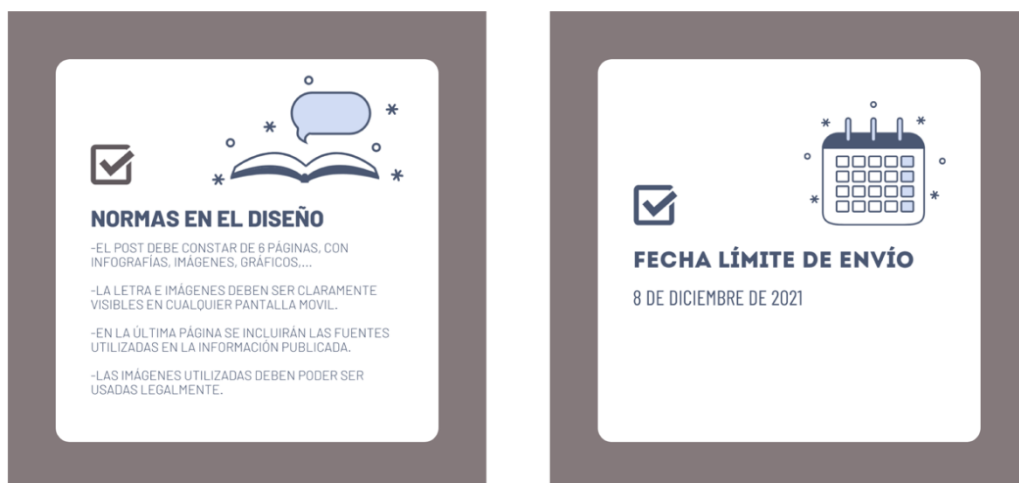 NORMAS EN EL DISEÑO
-EL POST DEBE CONSTAR DE 6 PÁGINAS, CON
INFOGRAFÍAS, IMÁGENES, GRÁFICOS,...
-LA LETRA E IMÁGENES DEBEN SER CLARAMENTE
VISIBLES EN CUALQUIER PANTALLA MOVIL.
-EN LA ÚLTIMA PÁGINA SE INCLUIRÁN LAS FUENTES
UTILIZADAS EN LA INFORMACIÓN PUBLICADA.
-LAS IMÁGENES UTILIZADAS DEBEN PODER SER
USADAS LEGALMENTE.
FECHA LÍMITE DE ENVÍO
8 DE DICIEMBRE DE 2021